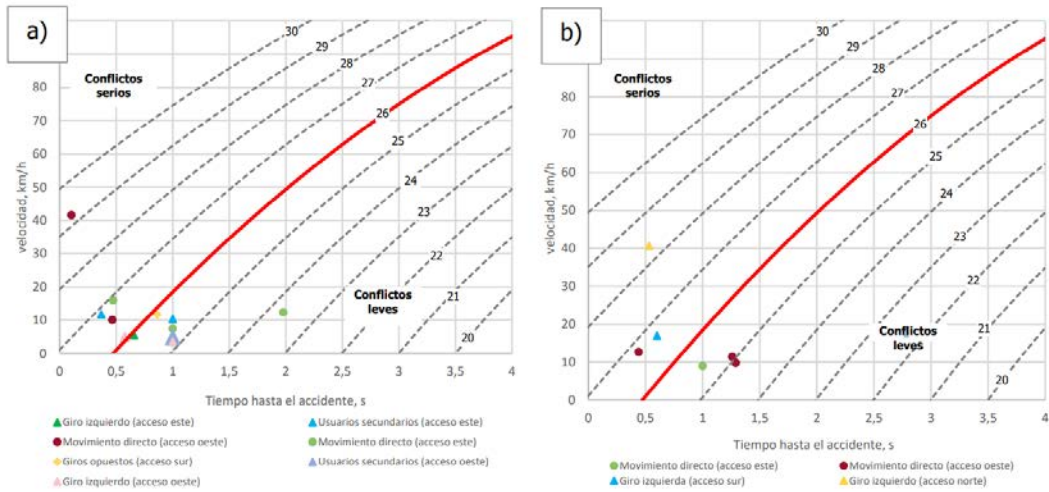 a)
30
29
28
27
26
25
24
23
22
21
20
Conflictos
serios
Conflictos
leves
80
70
60
50
40
30
20
10
0
velocidad, km/h
0 0,5 1 1,5 2 2,5 3 3,5 4
Tiempo hasta el accidente, s
Giro izquierdo (acceso este)
Usuarios secundarios (acceso este)
Movimiento directo (acceso oeste)
Movimiento directo (acceso este)
Giros opuestos (acceso sur)
Usuarios secundarios (acceso oeste)
Giro izquierdo (acceso oeste)
b)
30
29
28
27
26
25
24
23
22
21
20
Conflictos
serios
Conflictos
leves
80
70
60
50
40
30
20
10
0
velocidad, km/h
0 0,5 1 1,5 2 2,5 3 3,5 4
Tiempo hasta el accidente, s
Movimiento directo (acceso este)
Movimiento directo (acceso oeste)
Giro izquierda (acceso sur)
Giro izquierdo (acceso norte)